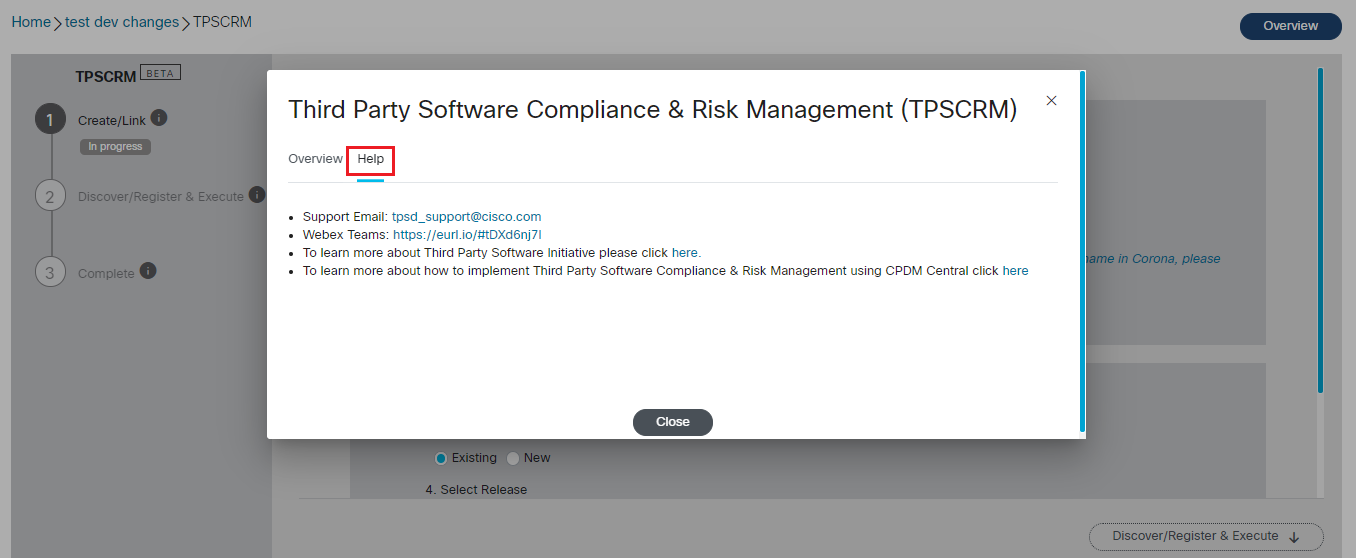 Home > test dev changes > TPSCRM
Overview
TPSCRM BETA
1 Create/Link i
In progress
2 Discover/Register & Execute i
3 Complete i
Third Party Software Compliance & Risk Management (TPSCRM) ×
Overview Help
• Support Email: tpsd_support@cisco.com
• Webex Teams: https://eurl.io/#tDXd6nj7I
• To learn more about Third Party Software Initiative please click here.
• To learn more about how to implement Third Party Software Compliance & Risk Management using CPDM Central click here
Close
name in Corona, please
Existing New
4. Select Release
Discover/Register & Execute ↓